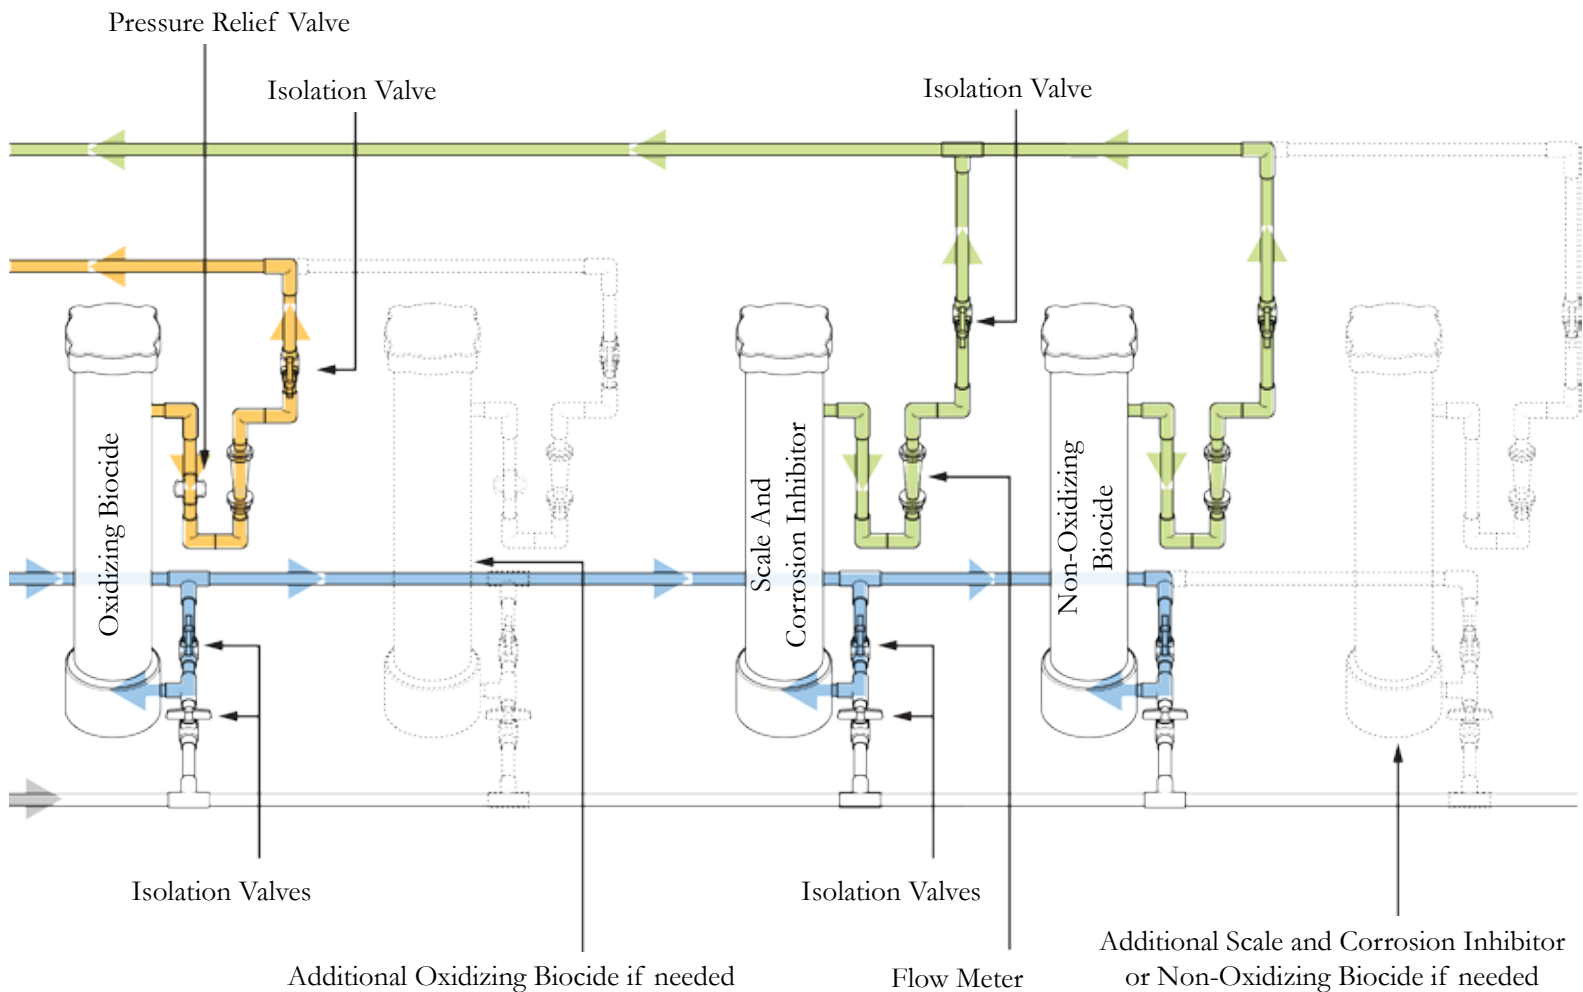 Pressure Relief Valve
Isolation Valve
Isolation Valve
Oxidizing Biocide
Scale And
Corrosion Inhibitor
Non-Oxidizing
Biocide
Isolation Valves
Isolation Valves
Additional Oxidizing Biocide if needed
Flow Meter
Additional Scale and Corrosion Inhibitor
or Non-Oxidizing Biocide if needed